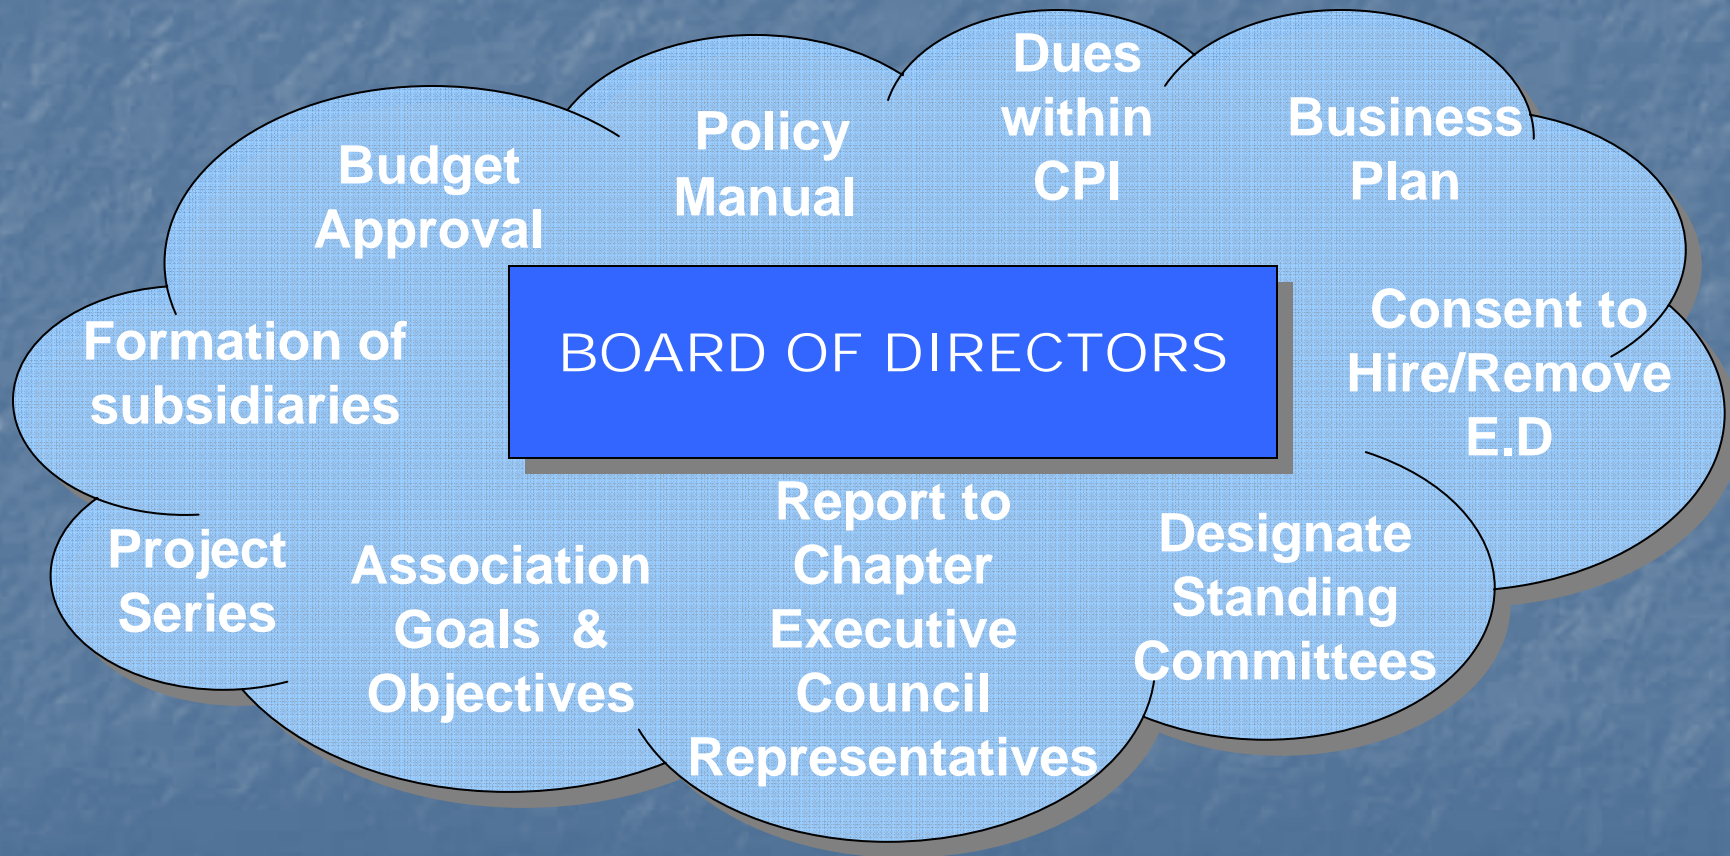 Budget
Approval
Policy
Manual
Dues
within
CPI
Business
Plan
Formation of
subsidiaries
BOARD OF DIRECTORS
Consent to
Hire/Remove
E.D
Project
Series
Association
Goals &
Objectives
Report to
Chapter
Executive
Council
Representatives
Designate
Standing
Committees